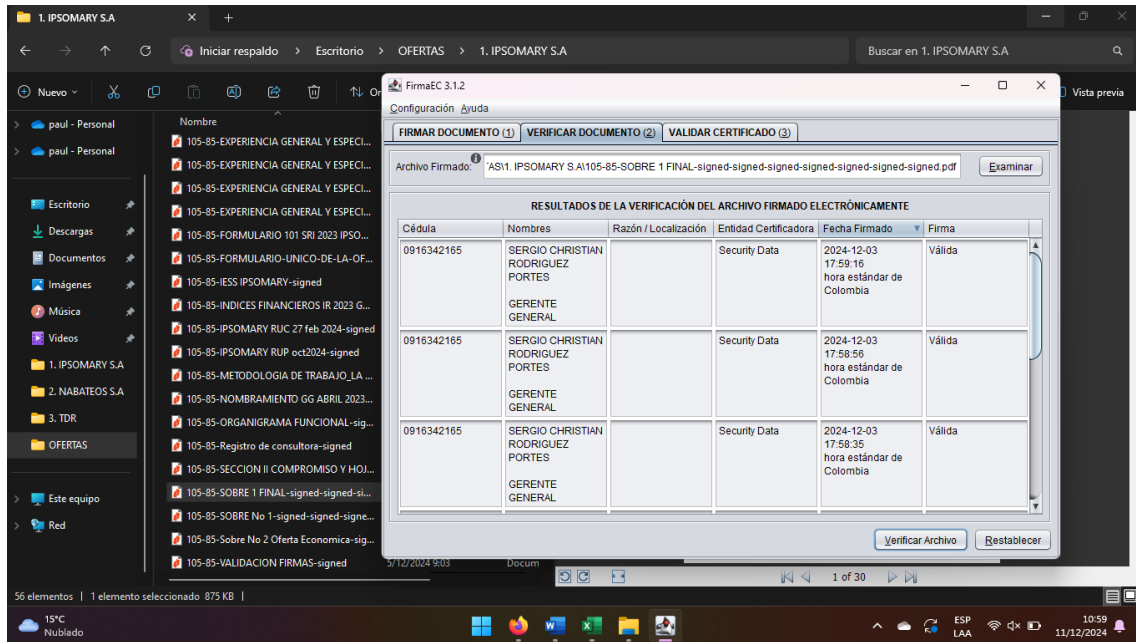 1. IPSOMARY S.A
Iniciar respaldo > Escritorio > OFERTAS > 1. IPSOMARY S.A
Buscar en 1. IPSOMARY S.A
Nuevo
Or
Vista previa
paul - Personal
paul - Personal
Escritorio
Descargas
Documentos
Imágenes
Música
Videos
1. IPSOMARY S.A
2. NABATEOS S.A
3. TDR
OFERTAS
Este equipo
Red
Nombre
105-85-EXPERIENCIA GENERAL Y ESPECI...
105-85-EXPERIENCIA GENERAL Y ESPECI...
105-85-EXPERIENCIA GENERAL Y ESPECI...
105-85-EXPERIENCIA GENERAL Y ESPECI...
105-85-FORMULARIO 101 SRI 2023 IPSO...
105-85-FORMULARIO-UNICO-DE-LA-OF...
105-85-IESS IPSOMARY-signed
105-85-INDICES FINANCIEROS IR 2023 G...
105-85-IPSOMARY RUC 27 feb 2024-signed
105-85-IPSOMARY RUP oct2024-signed
105-85-METODOLOGIA DE TRABAJO_LA ...
105-85-NOMBRAMIENTO GG ABRIL 2023...
105-85-ORGANIGRAMA FUNCIONAL-sig...
105-85-Registro de consultora-signed
105-85-SECCION II COMPROMISO Y HOJ...
105-85-SOBRE 1 FINAL-signed-signed-si...
105-85-SOBRE No 1-signed-signed-signe...
105-85-Sobre No 2 Oferta Economica-sig...
105-85-VALIDACION FIRMAS-signed
5/12/2024 9:03
Docum
FirmaEC 3.1.2
Configuración Ayuda
FIRMAR DOCUMENTO (1) VERIFICAR DOCUMENTO (2) VALIDAR CERTIFICADO (3)
Archivo Firmado: 'AS\1. IPSOMARY S.A\105-85-SOBRE 1 FINAL-signed-signed-signed-signed-signed-signed-signed.pdf Examinar
RESULTADOS DE LA VERIFICACIÓN DEL ARCHIVO FIRMADO ELECTRÓNICAMENTE
Cédula Nombres Razón / Localización Entidad Certificadora Fecha Firmado Firma
0916342165 SERGIO CHRISTIAN Security Data 2024-12-03 Válida
RODRIGUEZ 17:59:16
PORTES hora estándar de
Colombia
GERENTE
GENERAL
0916342165 SERGIO CHRISTIAN Security Data 2024-12-03 Válida
RODRIGUEZ 17:58:56
PORTES hora estándar de
Colombia
GERENTE
GENERAL
0916342165 SERGIO CHRISTIAN Security Data 2024-12-03 Válida
RODRIGUEZ 17:58:35
PORTES hora estándar de
Colombia
GERENTE
GENERAL
Verificar Archivo Restablecer
1 of 30
56 elementos | 1 elemento seleccionado 875 KB |
15°C
Nublado
ESP
LAA
10:59
11/12/2024